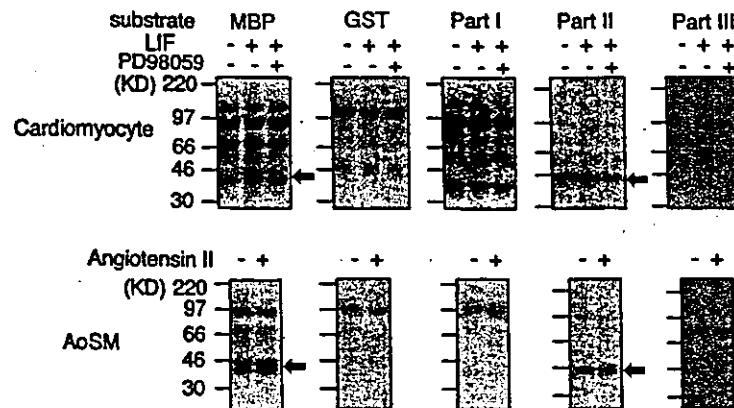 substrate MBP GST Part I Part II Part III
LIF - + + - + + - + + - + + - + +
PD98059 + + + + +
(KD) 220
97
Cardiomyocyte
66
46
30
Angiotensin II - + - + - + - + - +
(KD) 220
97
AoSM
66
46
30